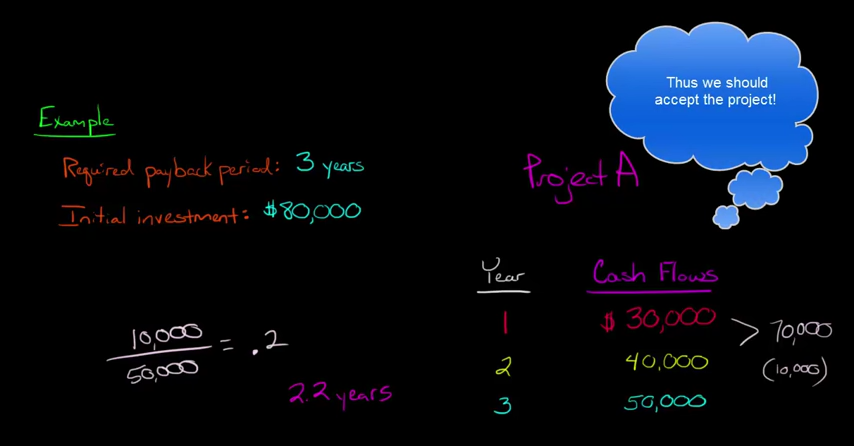 Thus we should
accept the project!
Example
Required payback period: 3 years
Initial investment: $80,000
Project A
Year Cash Flows
1 $30,000 > 70,000
2 40,000 (10,000)
3 50,000
10,000
50,000
= .2
2.2 years